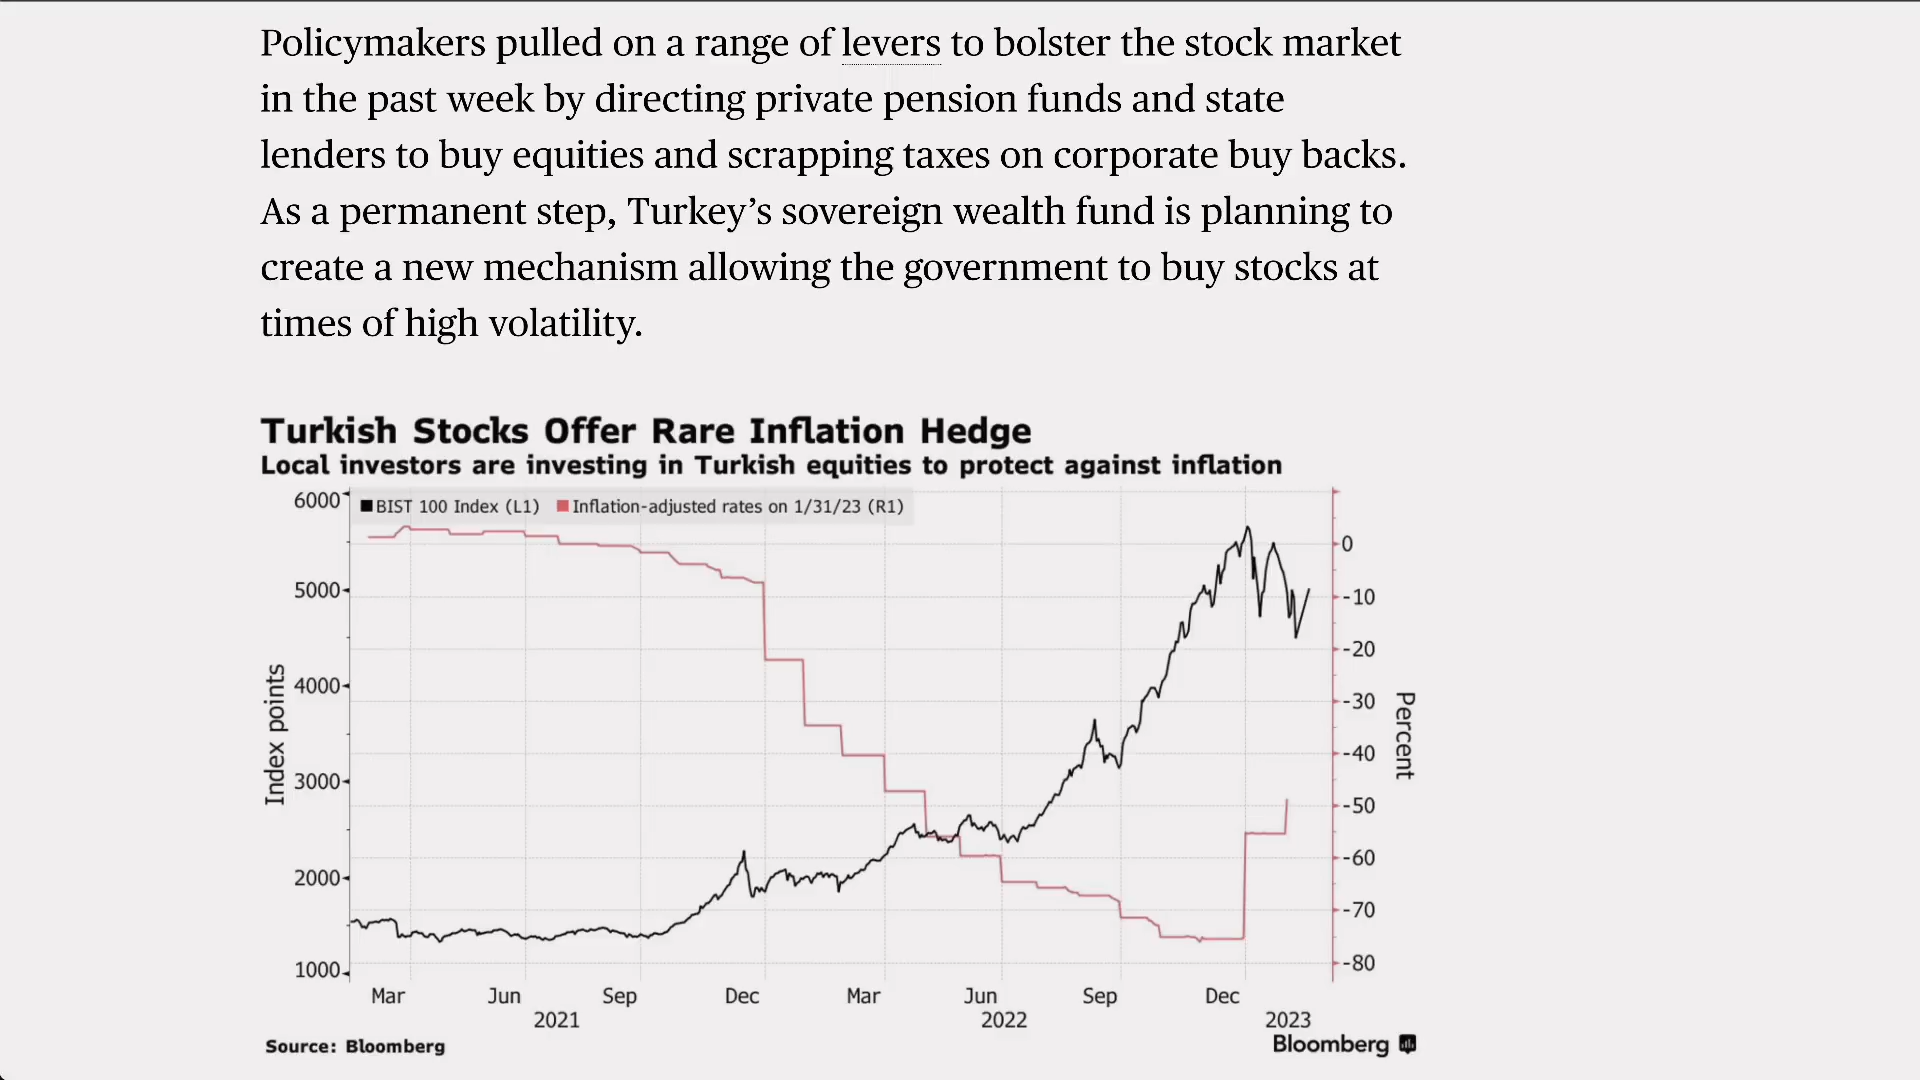 Policymakers pulled on a range of levers to bolster the stock market
in the past week by directing private pension funds and state
lenders to buy equities and scrapping taxes on corporate buy backs.
As a permanent step, Turkey’s sovereign wealth fund is planning to
create a new mechanism allowing the government to buy stocks at
times of high volatility.
Turkish Stocks Offer Rare Inflation Hedge
Local investors are investing in Turkish equities to protect against inflation
BIST 100 Index (L1) Inflation-adjusted rates on 1/31/23 (R1)
6000
5000
4000
3000
2000
1000
Index points
0
-10
-20
-30
-40
-50
-60
-70
-80
Percent
Mar Jun Sep Dec Mar Jun Sep Dec
2021 2022 2023
Source: Bloomberg
Bloomberg